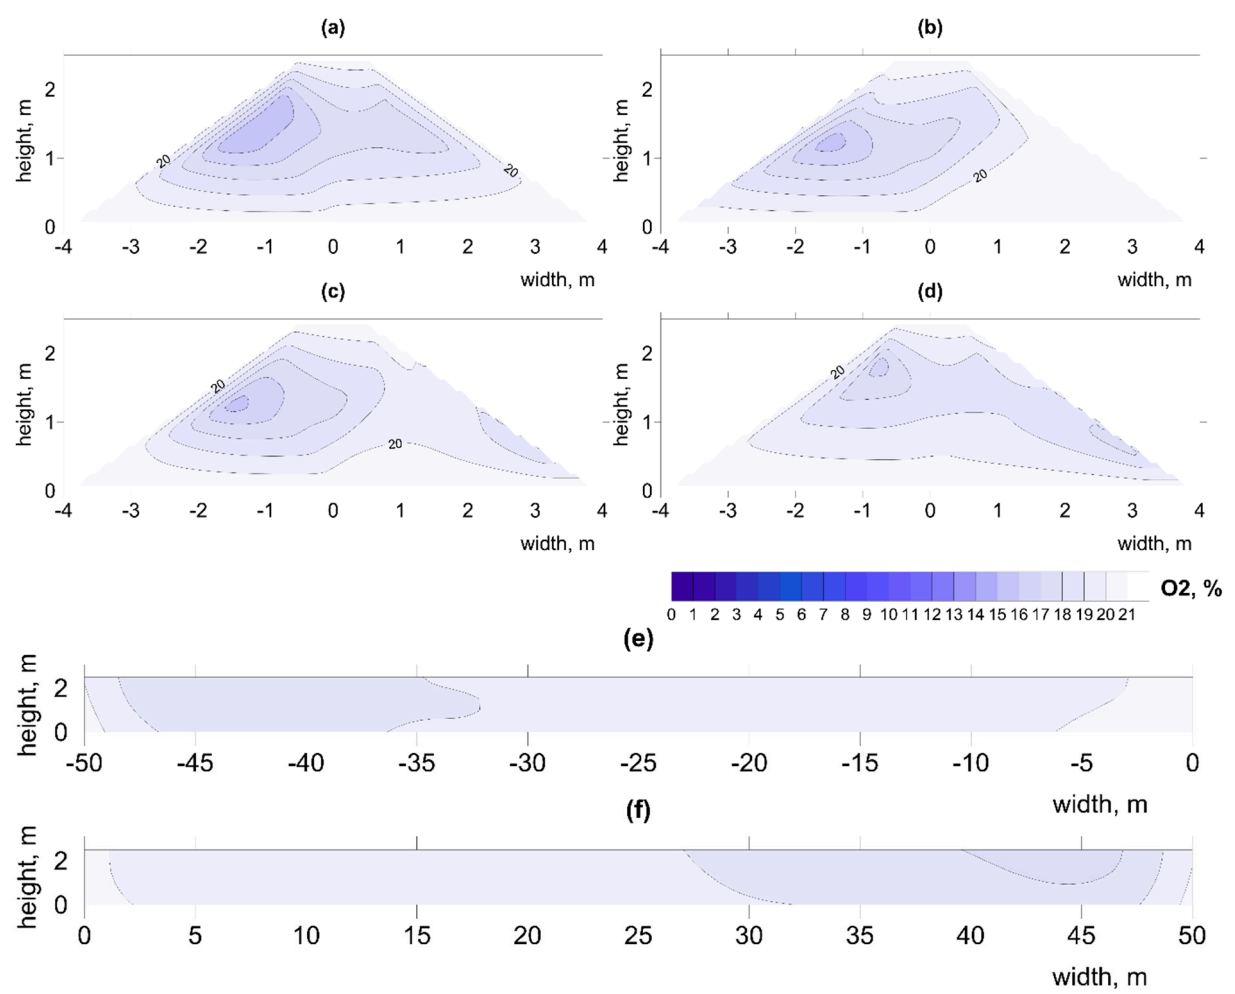 (a) (b)
height, m
2
1
0
20 20
-4 -3 -2 -1 0 1 2 3 4
width, m
height, m
2
1
0
20
-4 -3 -2 -1 0 1 2 3 4
width, m
(c) (d)
height, m
2
1
0
20
20
-4 -3 -2 -1 0 1 2 3 4
width, m
height, m
2
1
0
20
-4 -3 -2 -1 0 1 2 3 4
width, m
O2, %
0 1 2 3 4 5 6 7 8 9 10 11 12 13 14 15 16 17 18 19 20 21
(e)
height, m
2
0
-50 -45 -40 -35 -30 -25 -20 -15 -10 -5 0
width, m
(f)
height, m
2
0
0 5 10 15 20 25 30 35 40 45 50
width, m